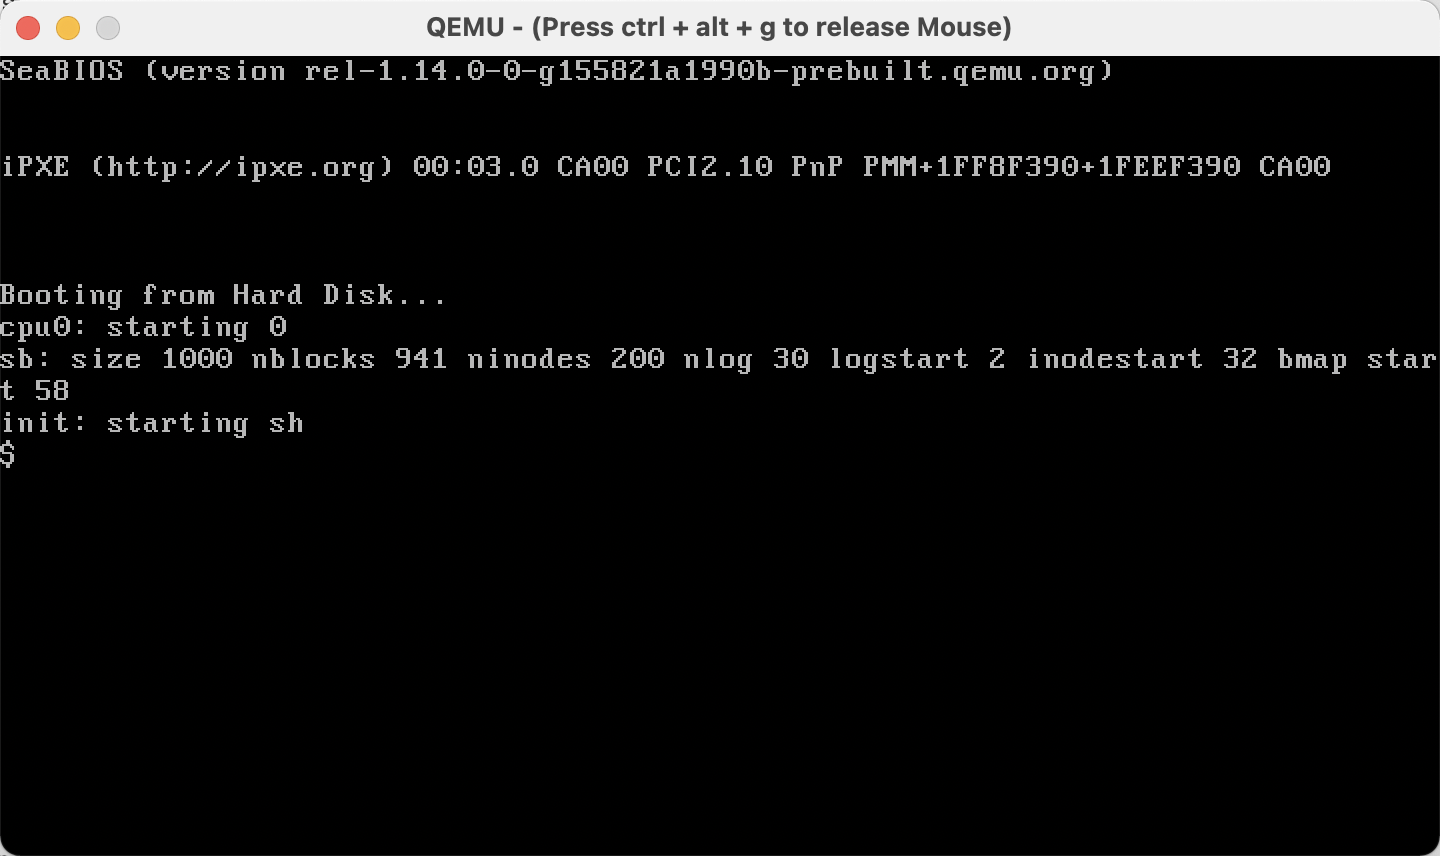 QEMU - (Press ctrl + alt + g to release Mouse)
SeaBIOS (version rel-1.14.0-0-g155821a1990b-prebuilt.qemu.org)
iPXE (http://ipxe.org) 00:03.0 CA00 PCI2.10 PnP PMM+1FF8F390+1FEEF390 CA00
Booting from Hard Disk...
cpu0: starting 0
sb: size 1000 nblocks 941 ninodes 200 nlog 30 logstart 2 inodestart 32 bmap star
t 58
init: starting sh
$